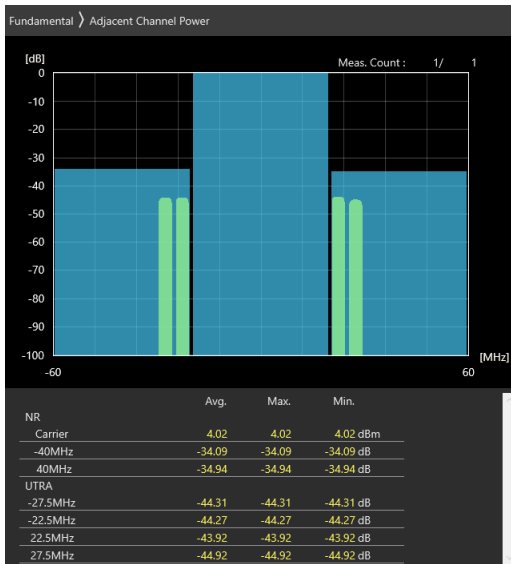 Fundamental 〉 Adjacent Channel Power
[dB]
Meas. Count : 1/ 1
0
-10
-20
-30
-40
-50
-60
-70
-80
-90
-100
[MHz]
-60 60
Avg. Max. Min.
NR
Carrier 4.02 4.02 4.02 dBm
-40MHz -34.09 -34.09 -34.09 dB
40MHz -34.94 -34.94 -34.94 dB
UTRA
-27.5MHz -44.31 -44.31 -44.31 dB
-22.5MHz -44.27 -44.27 -44.27 dB
22.5MHz -43.92 -43.92 -43.92 dB
27.5MHz -44.92 -44.92 -44.92 dB